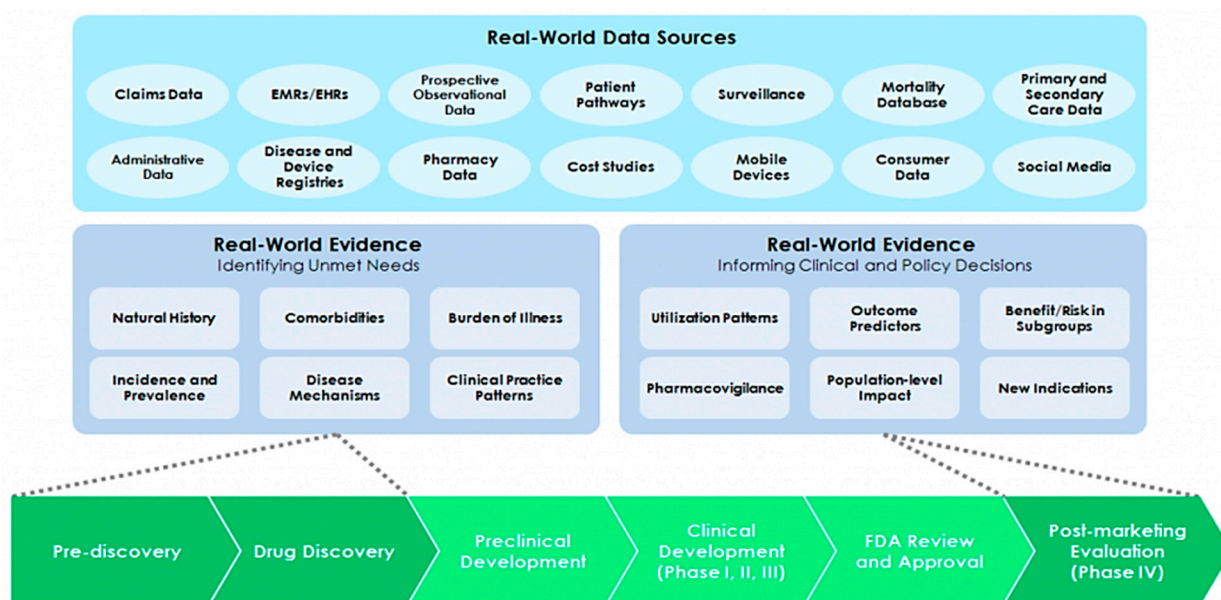 Real-World Data Sources
Claims Data
EMRs/EHRs
Prospective
Observational
Data
Patient
Pathways
Surveillance
Mortality
Database
Primary and
Secondary
Care Data
Administrative
Data
Disease and
Device
Registries
Pharmacy
Data
Cost Studies
Mobile
Devices
Consumer
Data
Social Media
Real-World Evidence
Identifying Unmet Needs
Natural History
Comorbidities
Burden of Illness
Incidence and
Prevalence
Disease
Mechanisms
Clinical Practice
Patterns
Real-World Evidence
Informing Clinical and Policy Decisions
Utilization Patterns
Outcome
Predictors
Benefit/Risk in
Subgroups
Pharmacovigilance
Population-level
Impact
New Indications
Pre-discovery
Drug Discovery
Preclinical
Development
Clinical
Development
(Phase I, II, III)
FDA Review
and Approval
Post-marketing
Evaluation
(Phase IV)